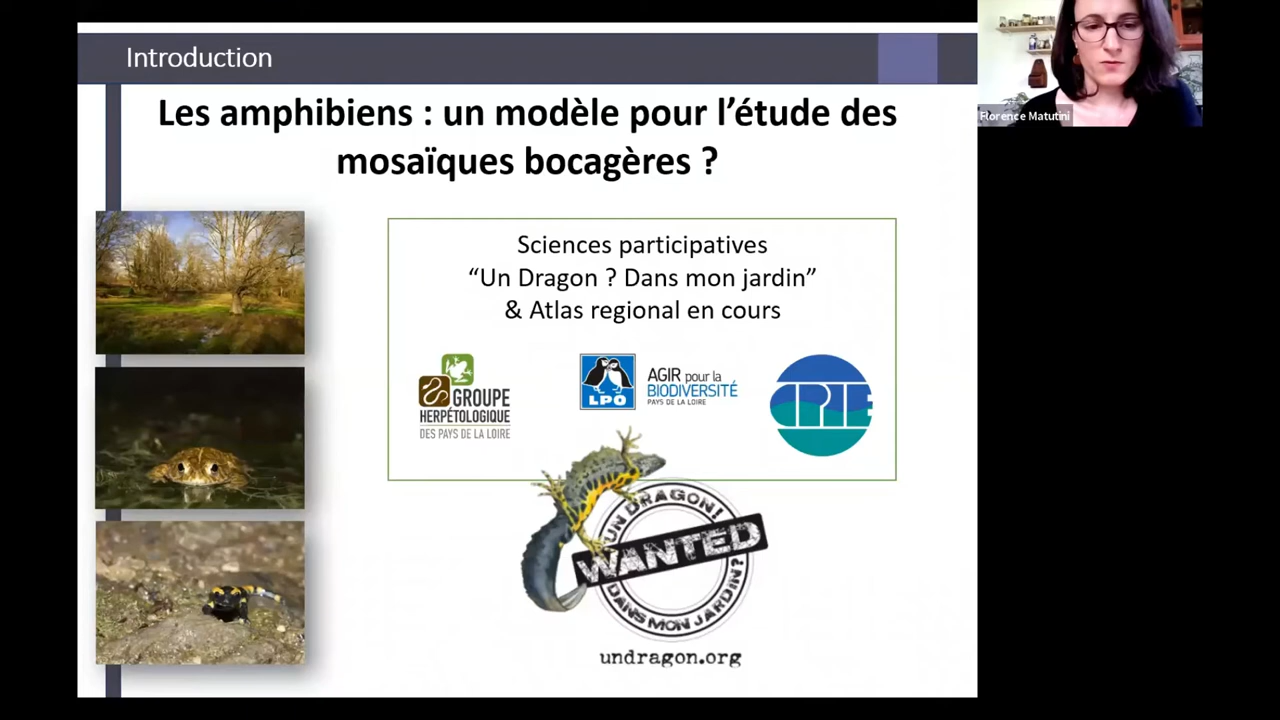 Introduction
Les amphibiens : un modèle pour l'étude des
mosaïques bocagères ?
Sciences participatives
“Un Dragon ? Dans mon jardin”
& Atlas regional en cours
GROUPE
HERPÉTOLOGIQUE
DES PAYS DE LA LOIRE
LPO
AGIR pour la
BIODIVERSITÉ
PAYS DE LA LOIRE
CPIE
UN DRAGON!
WANTED
DANS MON JARDIN?
undragon.org
Florence Matutini